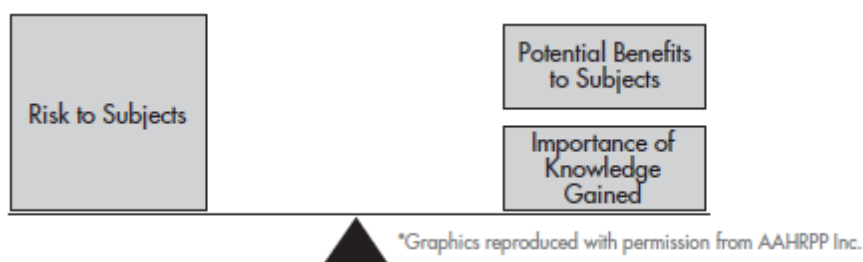 Risk to Subjects
Potential Benefits
to Subjects
Importance of
Knowledge
Gained
*Graphics reproduced with permission from AAHRPP Inc.